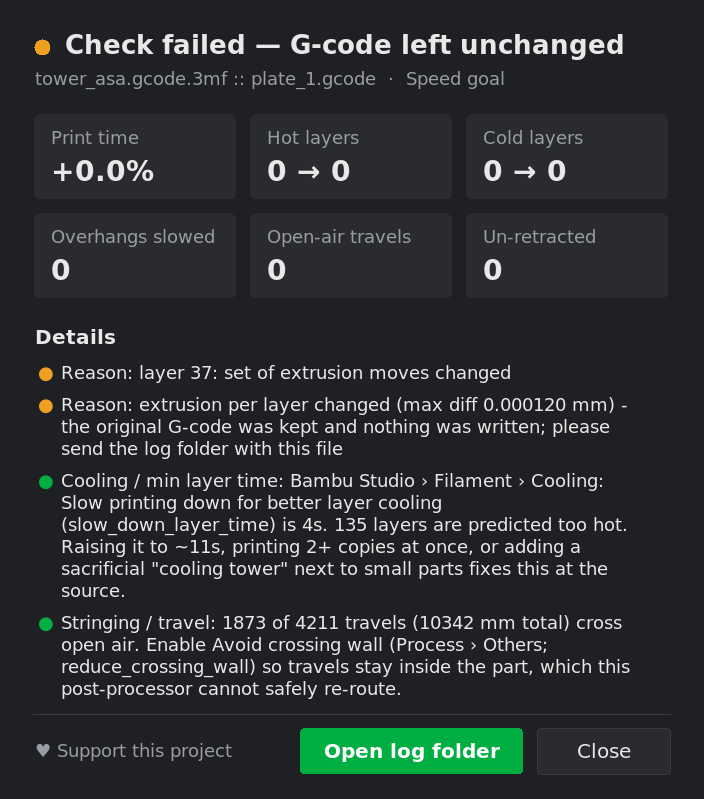 Check failed — G-code left unchanged
tower_asa.gcode.3mf :: plate_1.gcode · Speed goal
Print time
+0.0%
Hot layers
0 → 0
Cold layers
0 → 0
Overhangs slowed
0
Open-air travels
0
Un-retracted
0
Details
Reason: layer 37: set of extrusion moves changed
Reason: extrusion per layer changed (max diff 0.000120 mm) -
the original G-code was kept and nothing was written; please
send the log folder with this file
Cooling / min layer time: Bambu Studio › Filament › Cooling:
Slow printing down for better layer cooling
(slow_down_layer_time) is 4s. 135 layers are predicted too hot.
Raising it to ~11s, printing 2+ copies at once, or adding a
sacrificial "cooling tower" next to small parts fixes this at the
source.
Stringing / travel: 1873 of 4211 travels (10342 mm total) cross
open air. Enable Avoid crossing wall (Process › Others;
reduce_crossing_wall) so travels stay inside the part, which this
post-processor cannot safely re-route.
♥ Support this project
Open log folder
Close